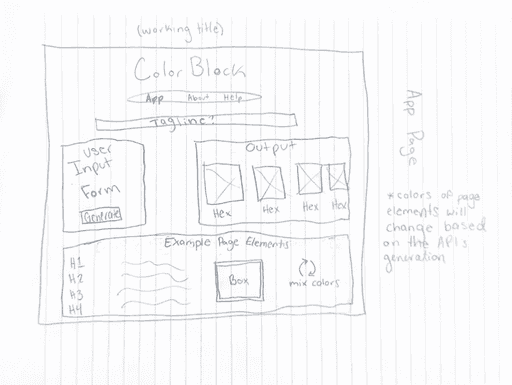 (working title)
Color Block
App About Help
Tagline?
User
Input
Form
Generate
Output
Hex Hex Hex Hex
Example Page Elements
H1
H2
H3
H4
Box
mix colors
App Page
*colors of page
elements will
change based
on the API's
generation